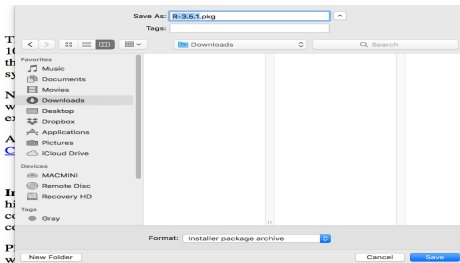 Save As: R-3.5.1.pkg
Tags:
Downloads
Search
Favorites
Music
Documents
Movies
Downloads
Desktop
Dropbox
Applications
Pictures
iCloud Drive
Devices
MACMINI
Remote Disc
Recovery HD
Tags
Gray
Format: Installer package archive
New Folder
Cancel
Save